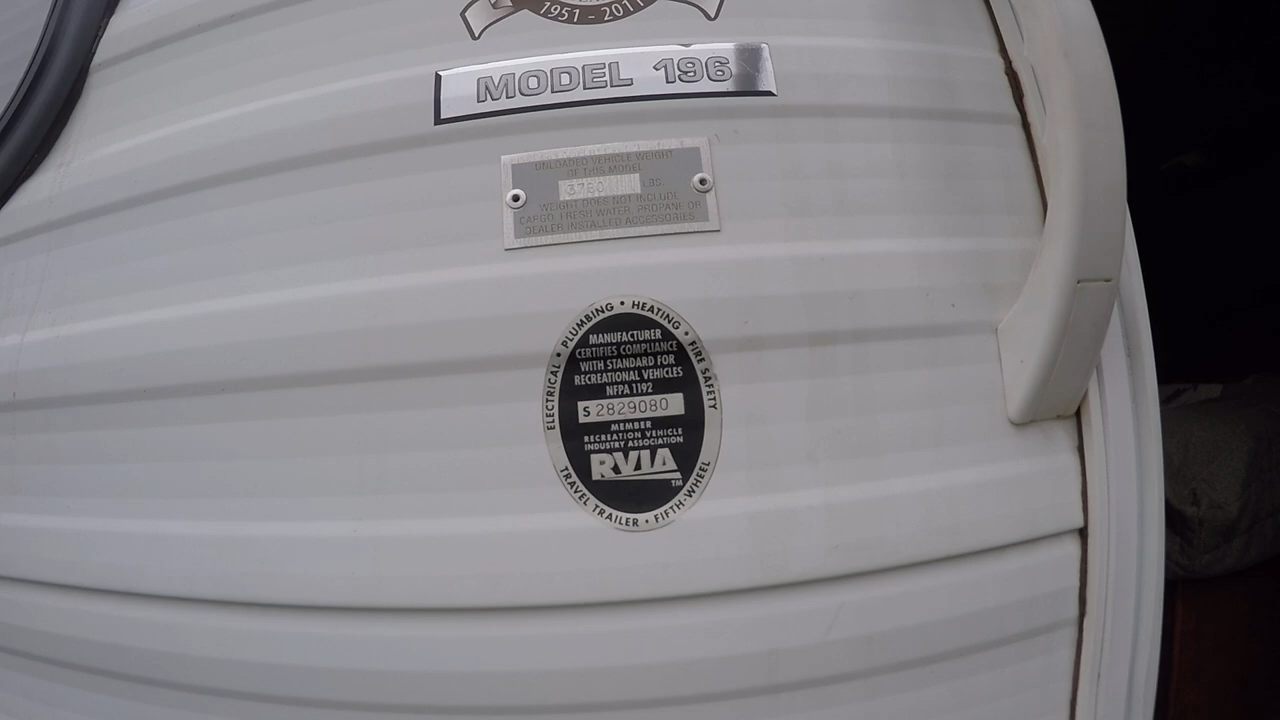 1951 - 2011
MODEL 196
UNLOADED VEHICLE WEIGHT
OF THIS MODEL
3780 LBS.
WEIGHT DOES NOT INCLUDE
CARGO, FRESH WATER, PROPANE OR
DEALER INSTALLED ACCESSORIES
ELECTRICAL • PLUMBING • HEATING • FIRE SAFETY
MANUFACTURER
CERTIFIES COMPLIANCE
WITH STANDARD FOR
RECREATIONAL VEHICLES
NFPA 1192
S 2829080
MEMBER
RECREATION VEHICLE
INDUSTRY ASSOCIATION
RVIA TM
TRAVEL TRAILER • FIFTH-WHEEL